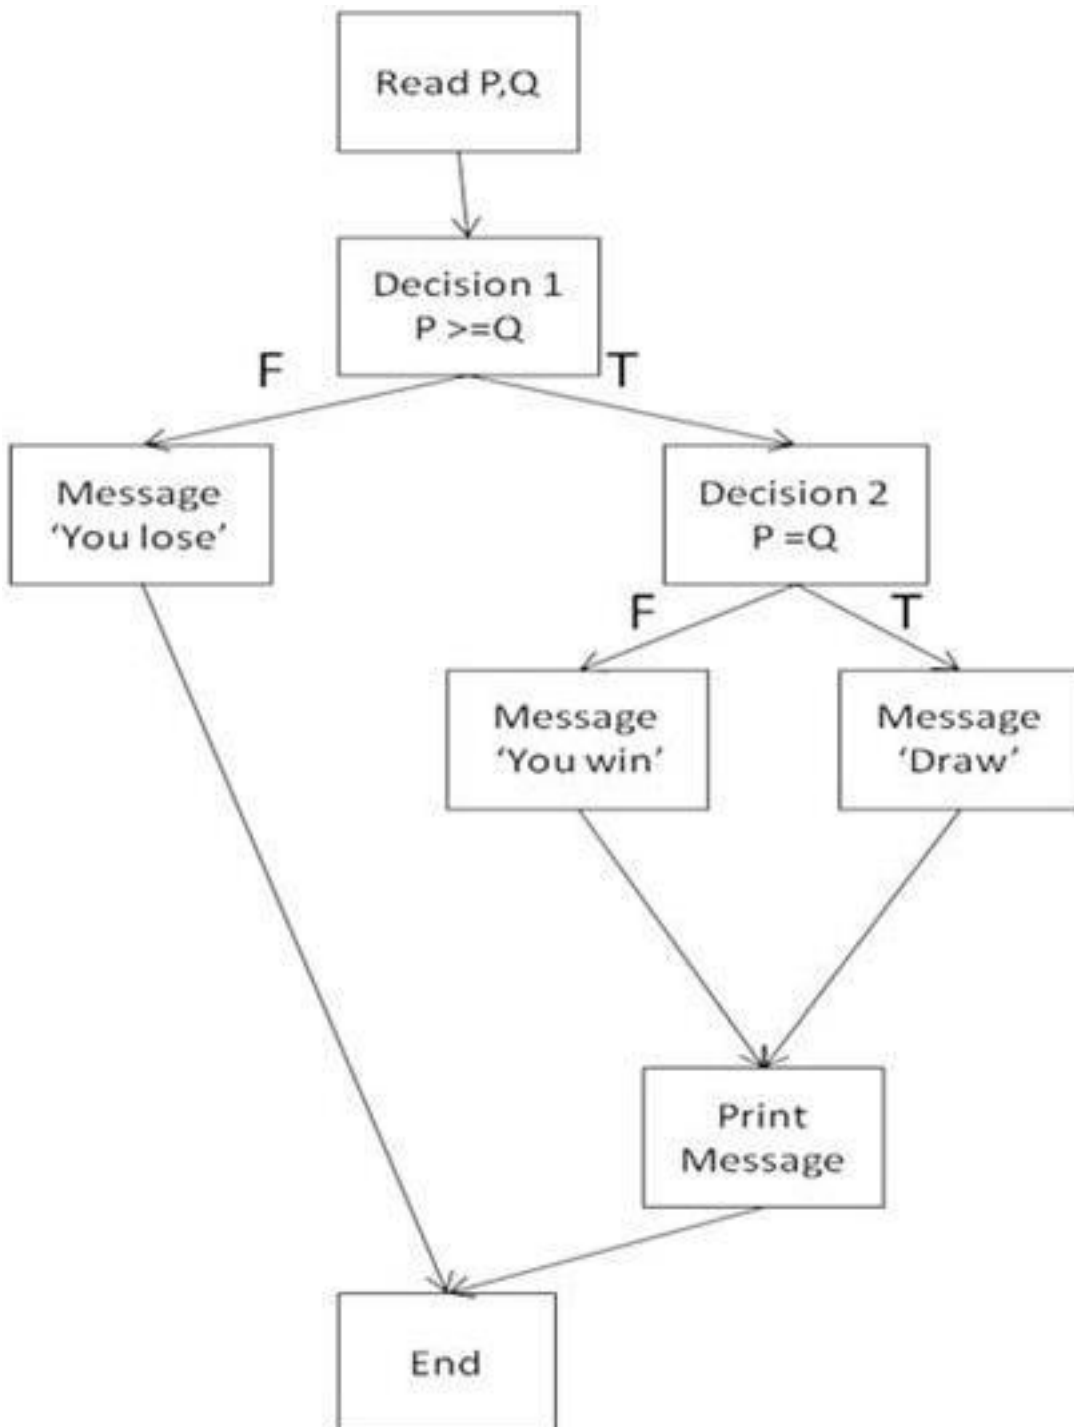 Read P,Q
Decision 1
P >=Q
F
T
Message
‘You lose’
Decision 2
P =Q
F
T
Message
‘You win’
Message
‘Draw’
Print
Message
End